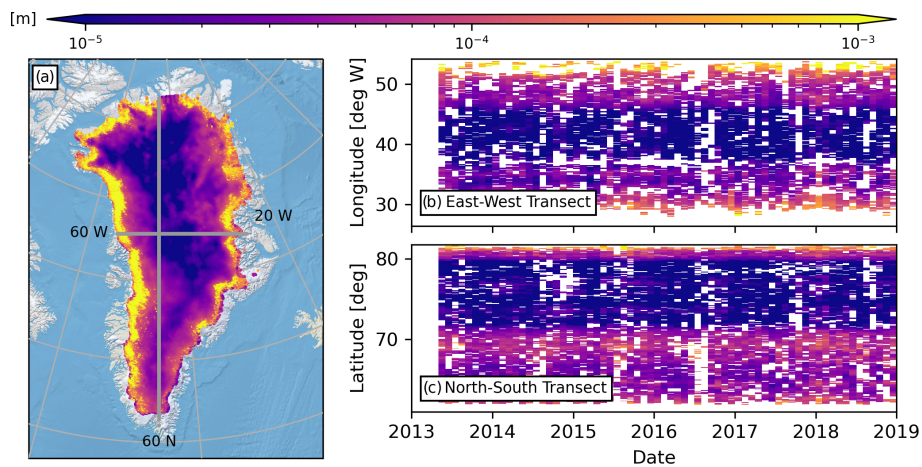 [m]
10⁻⁵
10⁻⁴
10⁻³
(a)
20 W
60 W
60 N
Longitude [deg W]
50
40
30
(b) East-West Transect
Latitude [deg]
80
70
(c) North-South Transect
2013
2014
2015
2016
2017
2018
2019
Date